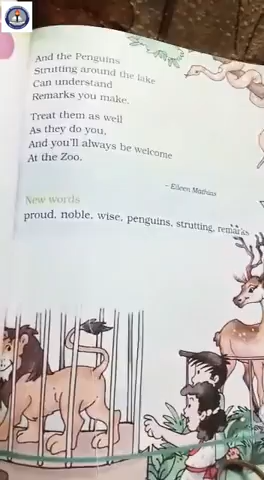 And the Penguins
Strutting around the lake
Can understand
Remarks you make.
Treat them as well
As they do you,
And you'll always be welcome
At the Zoo.
– Eileen Mathias
New words
proud, noble, wise, penguins, strutting, remarks